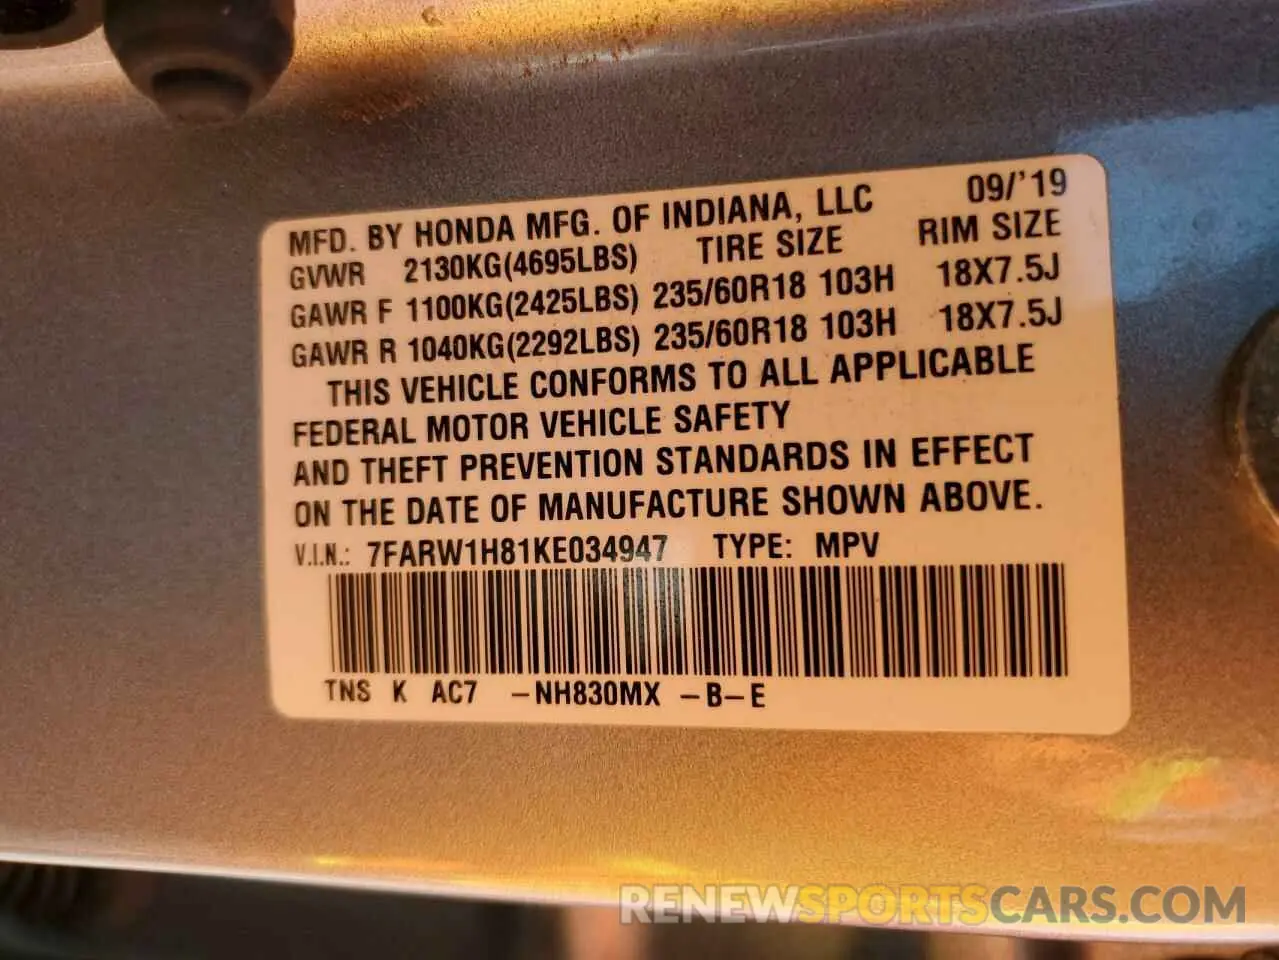 MFD. BY HONDA MFG. OF INDIANA, LLC 09/'19
GVWR 2130KG(4695LBS) TIRE SIZE RIM SIZE
GAWR F 1100KG(2425LBS) 235/60R18 103H 18X7.5J
GAWR R 1040KG(2292LBS) 235/60R18 103H 18X7.5J
THIS VEHICLE CONFORMS TO ALL APPLICABLE
FEDERAL MOTOR VEHICLE SAFETY
AND THEFT PREVENTION STANDARDS IN EFFECT
ON THE DATE OF MANUFACTURE SHOWN ABOVE.
V.I.N.: 7FARW1H81KE034947 TYPE: MPV
TNS K AC7 -NH830MX -B-E
RENEWSPORTSCARS.COM